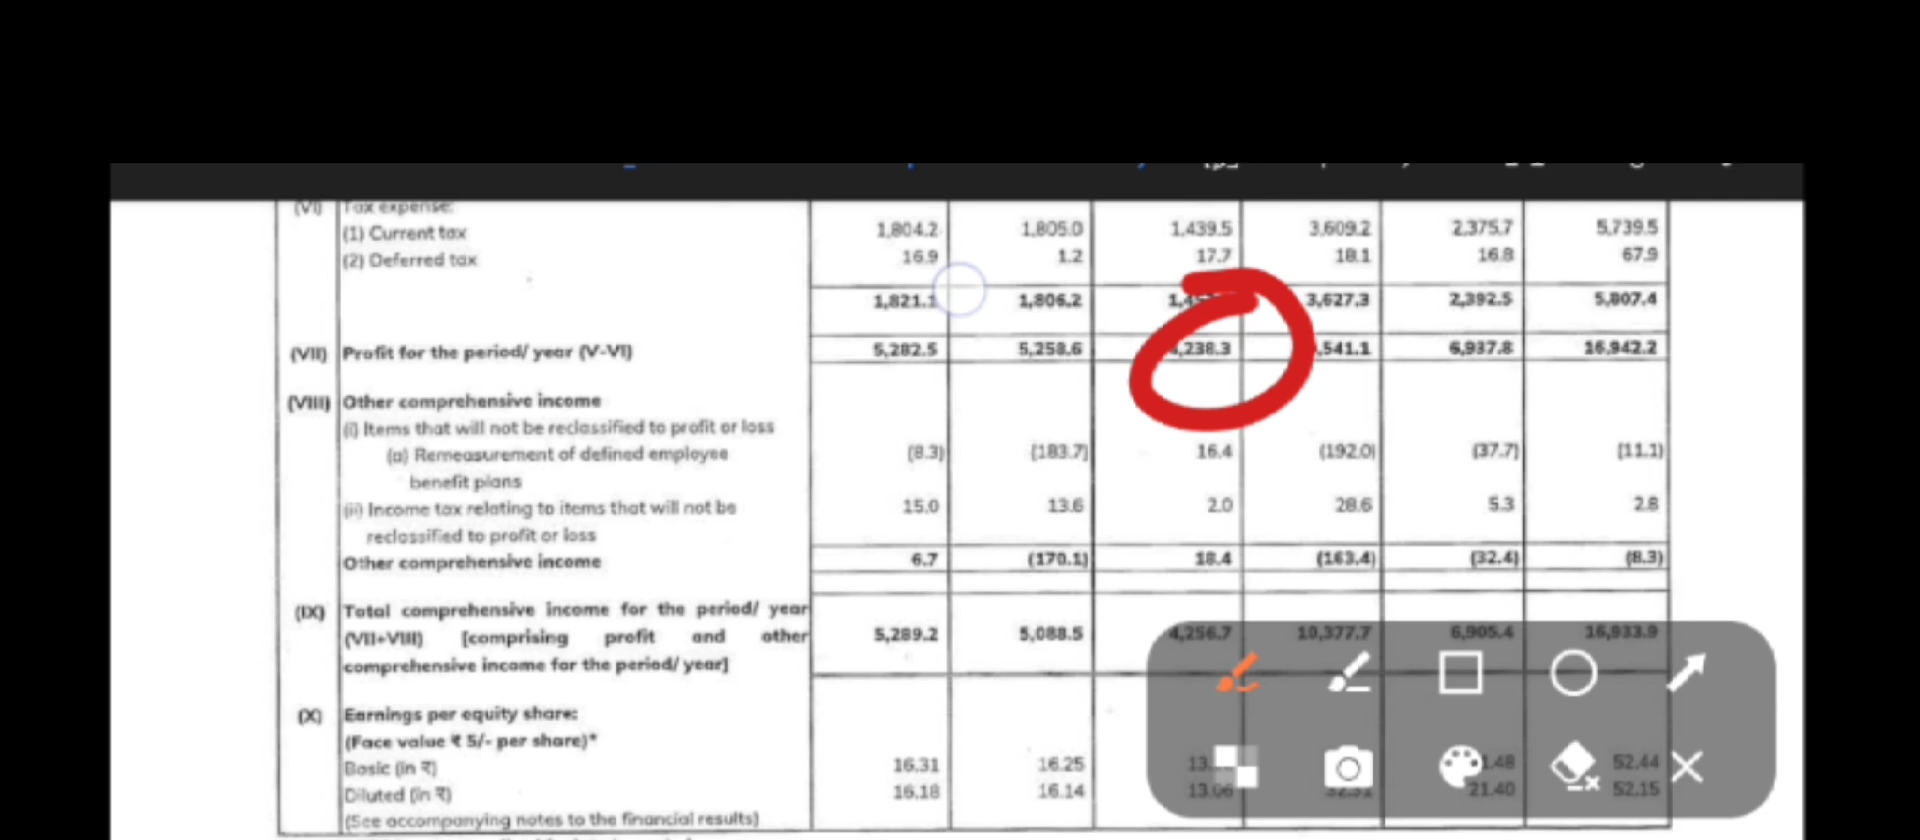 (VI) Tax expense:
(1) Current tax 1,804.2 1,805.0 1,439.5 3,609.2 2,375.7 5,739.5
(2) Deferred tax 16.9 1.2 17.7 18.1 16.8 67.9
1,821.1 1,806.2 3,627.3 2,392.5 5,807.4
(VII) Profit for the period/ year (V-VI) 5,282.5 5,258.6 ,238.3 ,541.1 6,937.8 16,942.2
(VIII) Other comprehensive income
(i) Items that will not be reclassified to profit or loss
(a) Remeasurement of defined employee (8.3) (183.7) 16.4 (192.0) (37.7) (11.1)
benefit plans
(ii) Income tax relating to items that will not be 15.0 13.6 2.0 28.6 5.3 2.8
reclassified to profit or loss
Other comprehensive income 6.7 (170.1) 18.4 (163.4) (32.4) (8.3)
(IX) Total comprehensive income for the period/ year
(VII+VIII) [comprising profit and other 5,289.2 5,088.5 4,256.7 10,377.7 6,905.4 16,933.9
comprehensive income for the period/ year]
(X) Earnings per equity share:
(Face value ₹ 5/- per share)*
Basic (in ₹) 16.31 16.25 13. 1.48 52.44
Diluted (in ₹) 16.18 16.14 13.06 21.40 52.15
(See accompanying notes to the financial results)